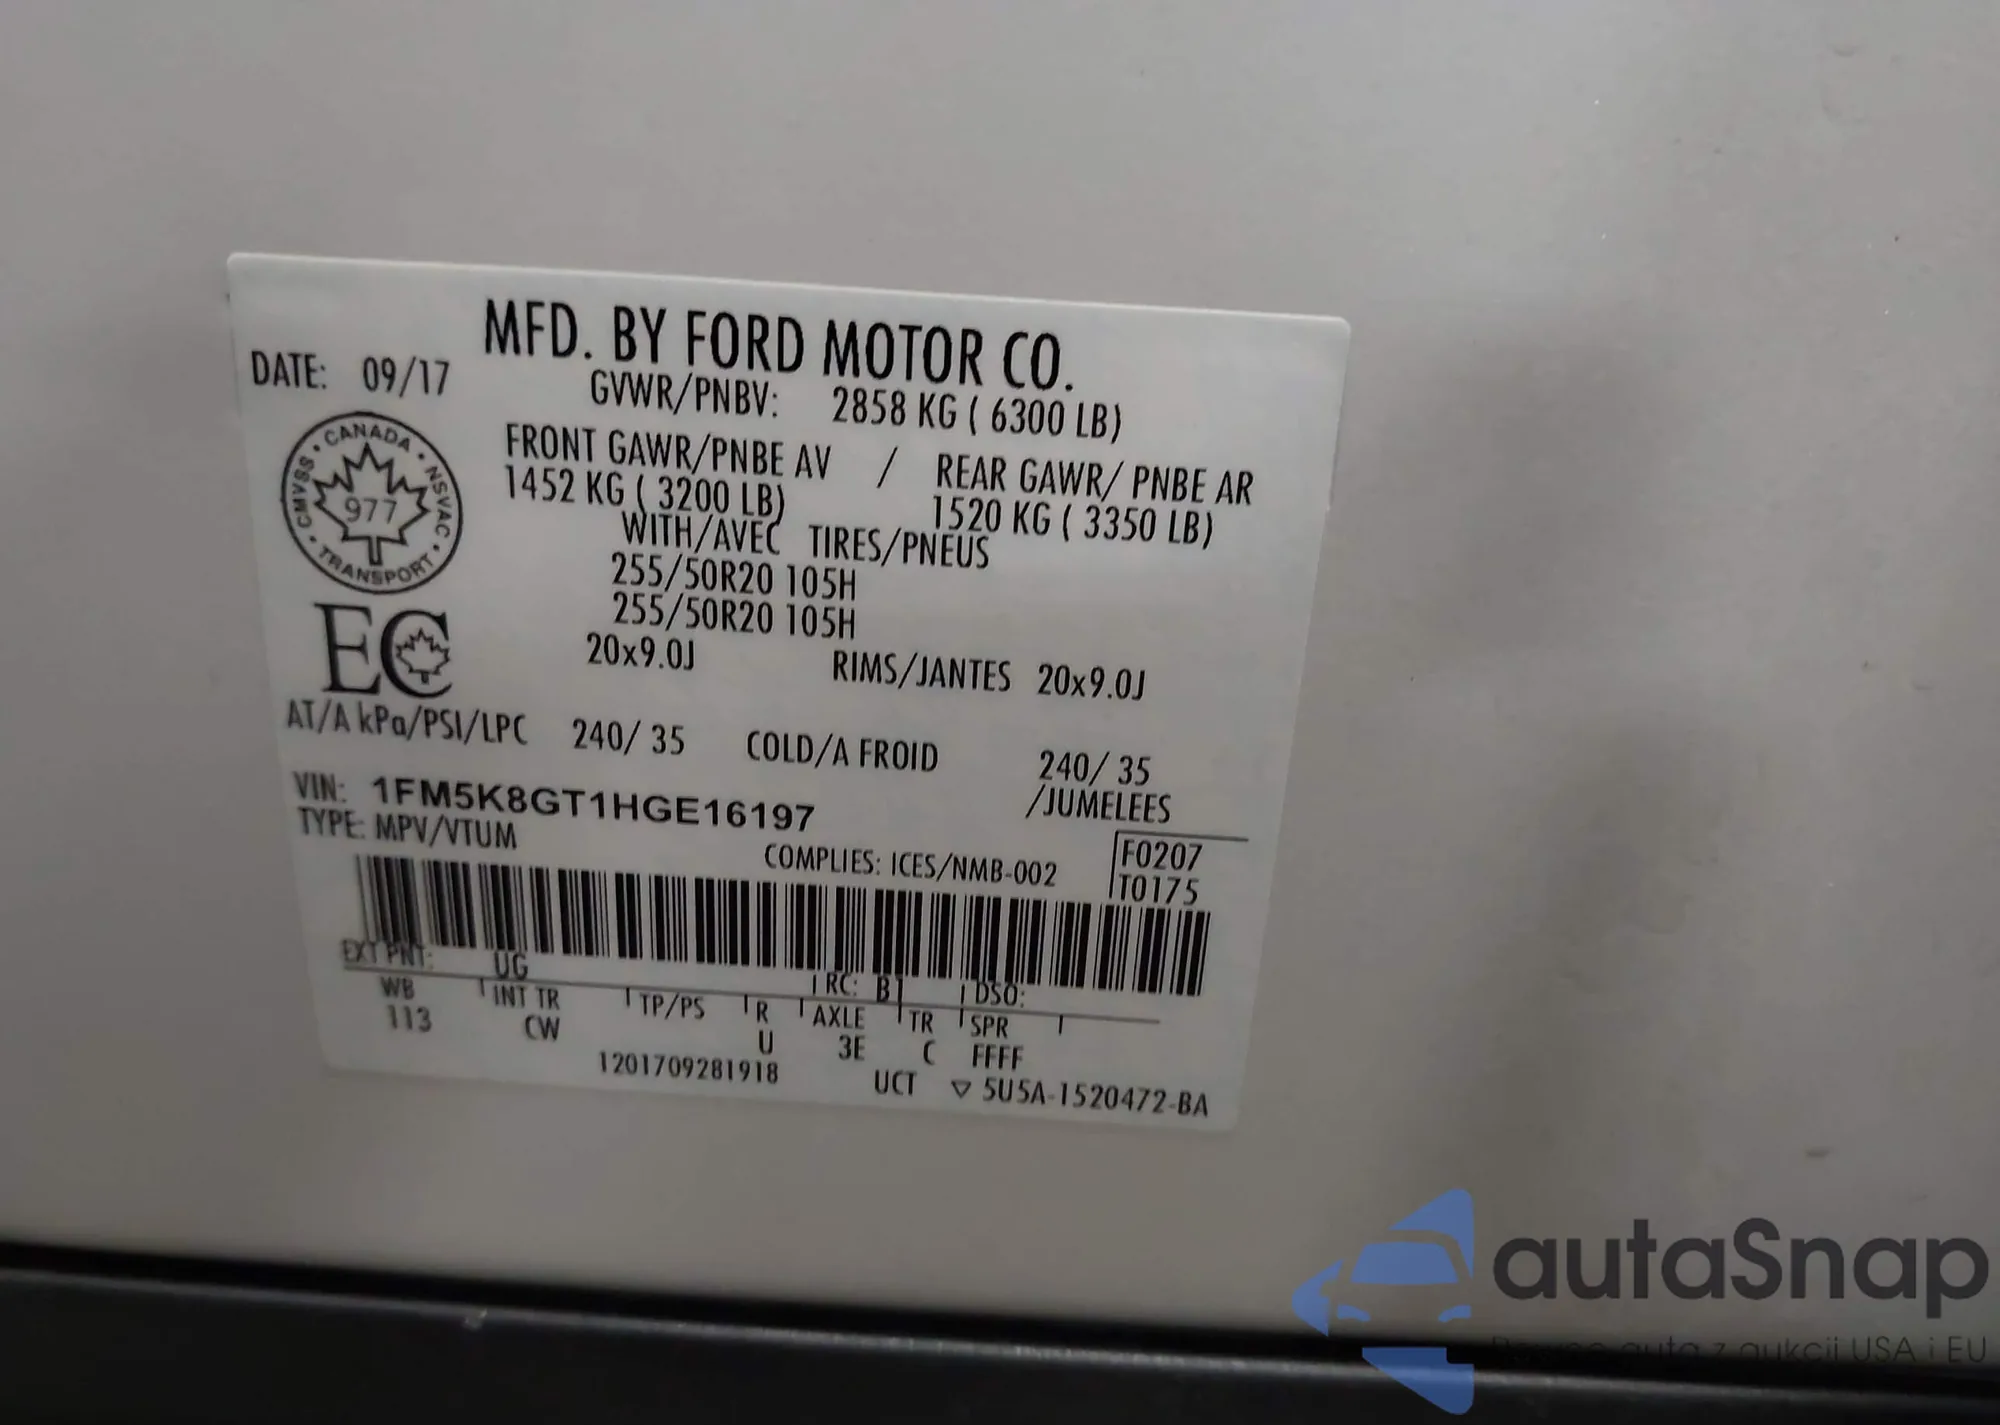 MFD. BY FORD MOTOR CO.
DATE: 09/17
GVWR/PNBV: 2858 KG ( 6300 LB)
FRONT GAWR/PNBE AV / REAR GAWR/ PNBE AR
1452 KG ( 3200 LB) 1520 KG ( 3350 LB)
WITH/AVEC TIRES/PNEUS
255/50R20 105H
255/50R20 105H
20x9.0J RIMS/JANTES 20x9.0J
CANADA · NSVAC · TRANSPORT · CMVSS ·
977
EC
AT/A kPa/PSI/LPC 240/ 35 COLD/A FROID 240/ 35
/JUMELEES
VIN: 1FM5K8GT1HGE16197
TYPE: MPV/VTUM
COMPLIES: ICES/NMB-002
F0207
T0175
EXT PNT: UG RC: B1 DSO:
WB INT TR TP/PS R AXLE TR SPR
113 CW U 3E C FFFF
1201709281918 UCT ▽ 5U5A-1520472-BA
autaSnap
Pewne auta z aukcji USA i EU